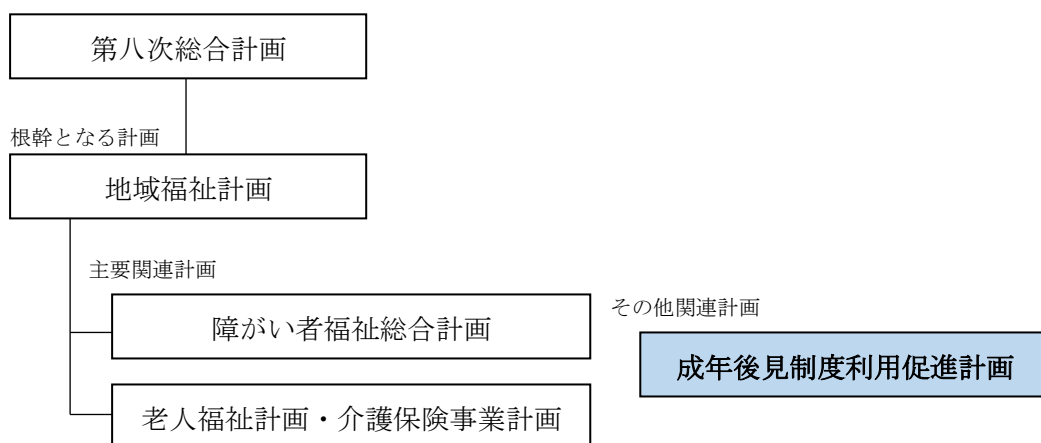 第八次総合計画
根幹となる計画
地域福祉計画
主要関連計画
障がい者福祉総合計画
その他関連計画
成年後見制度利用促進計画
老人福祉計画・介護保険事業計画